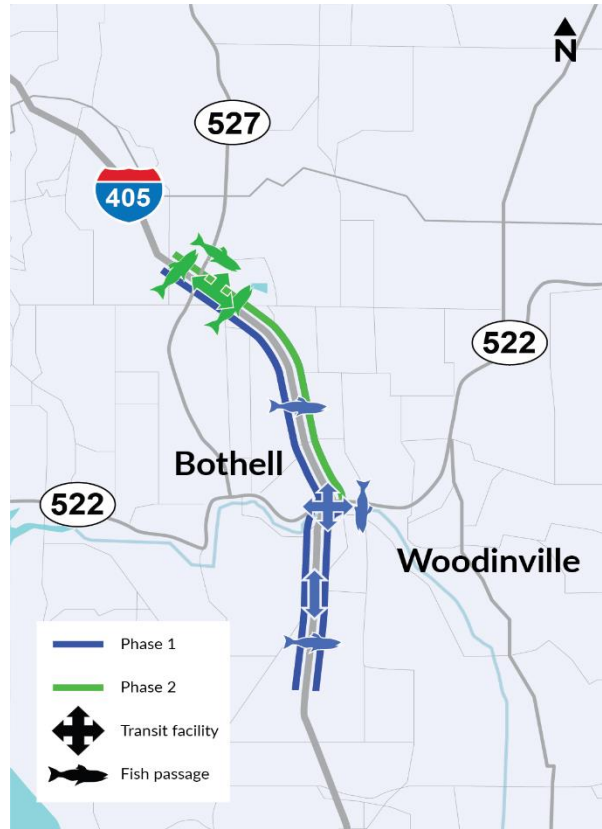 N
527
405
522
Bothell
522
Woodinville
Phase 1
Phase 2
Transit facility
Fish passage